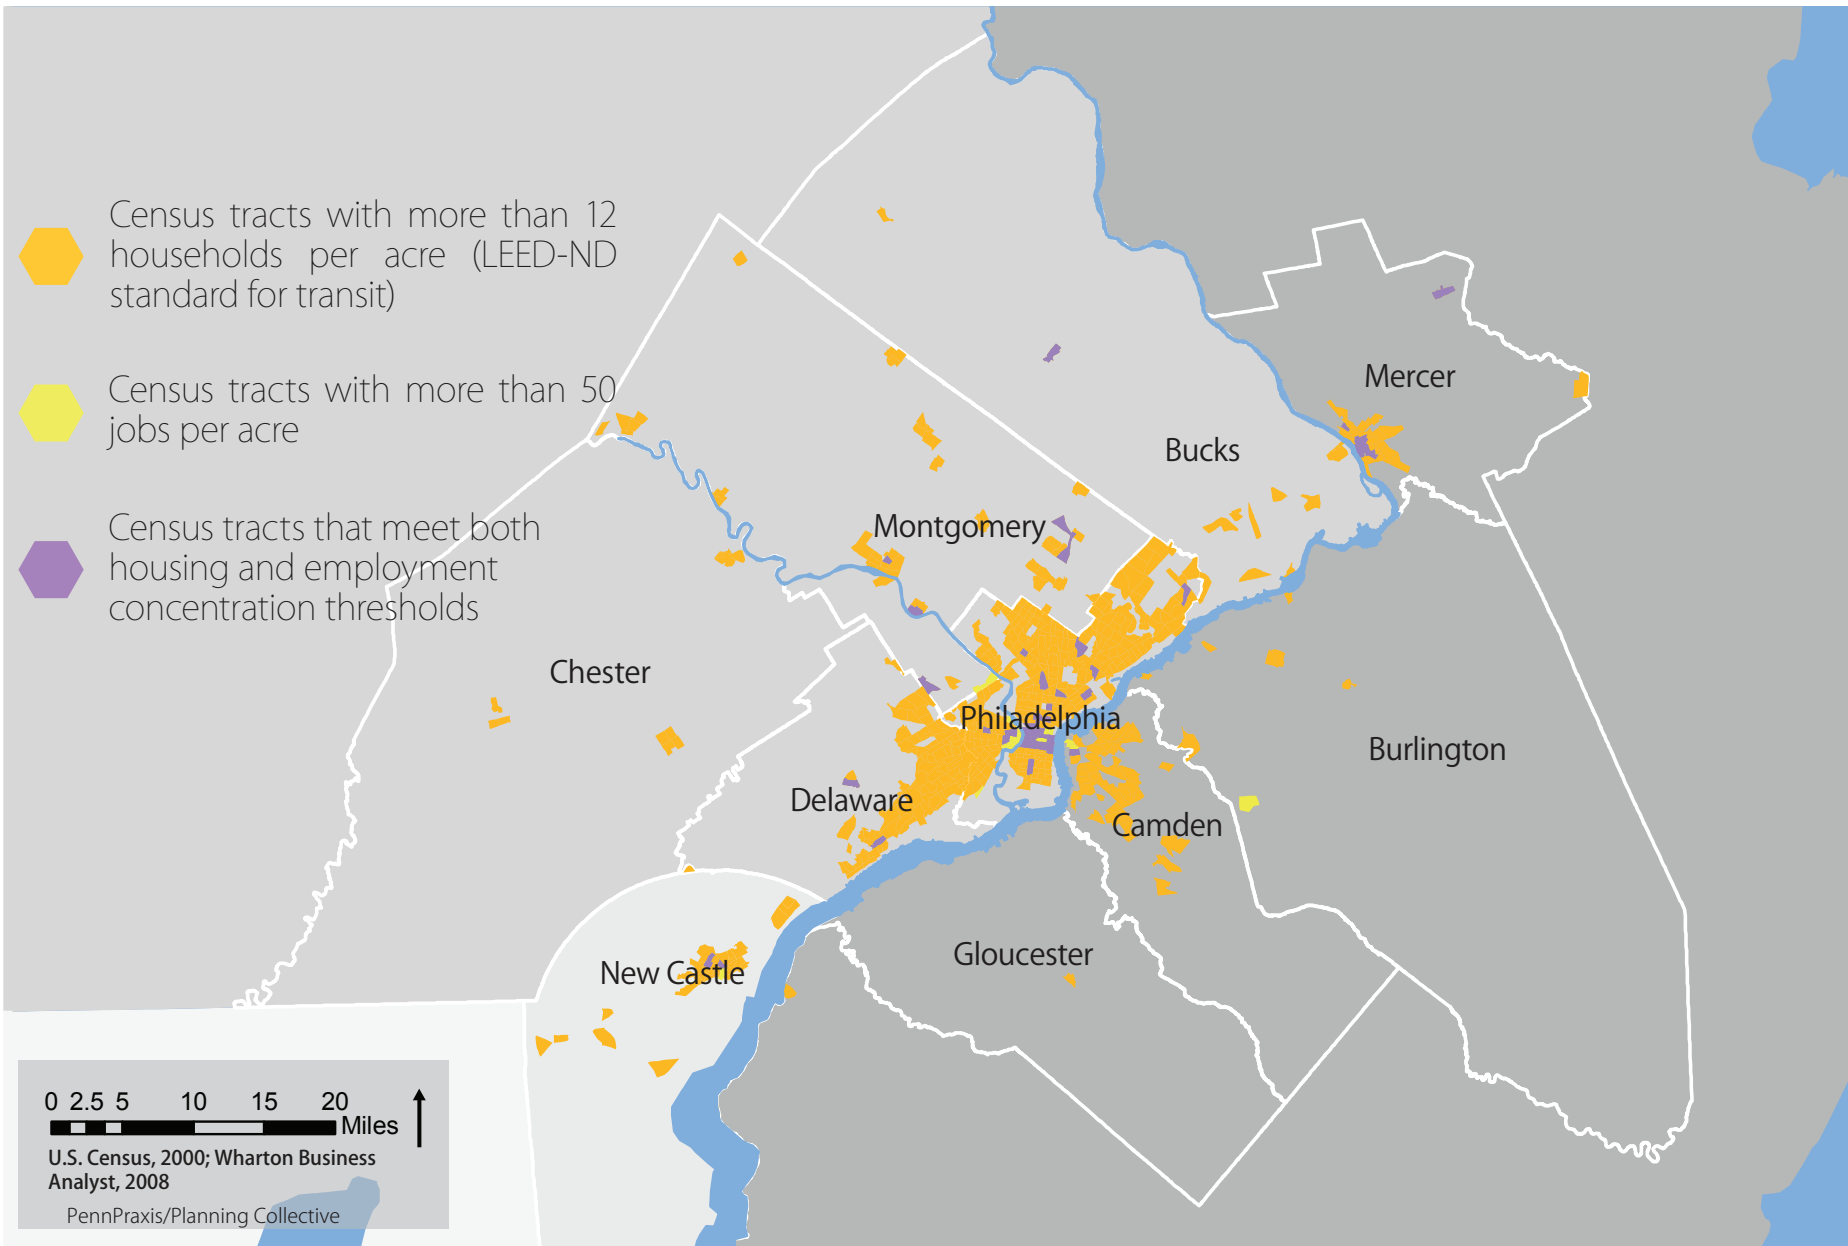 Census tracts with more than 12
households per acre (LEED-ND
standard for transit)
Census tracts with more than 50
jobs per acre
Census tracts that meet both
housing and employment
concentration thresholds
Mercer
Bucks
Montgomery
Chester
Philadelphia
Burlington
Delaware
Camden
Gloucester
New Castle
0 2.5 5 10 15 20
Miles
U.S. Census, 2000; Wharton Business
Analyst, 2008
PennPraxis/Planning Collective